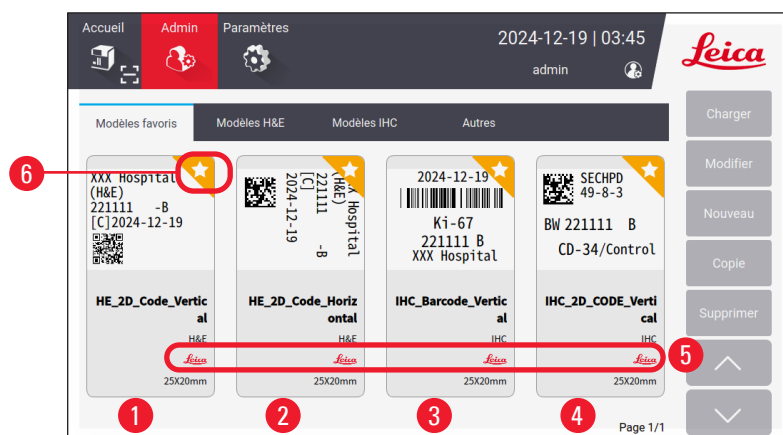 Accueil
Admin
Paramètres
2024-12-19 | 03:45
admin
Leica
Modèles favoris
Modèles H&E
Modèles IHC
Autres
Charger
Modifier
Nouveau
Copie
Supprimer
6
XXX Hospital
(H&E)
221111 -B
[C]2024-12-19
HE_2D_Code_Vertic
al
H&E
Leica
25X20mm
XXX Hospital
(H&E)
221111 -B
[C]
2024-12-19
HE_2D_Code_Horiz
ontal
H&E
Leica
25X20mm
2024-12-19
Ki-67
221111 B
XXX Hospital
IHC_Barcode_Vertic
al
IHC
Leica
25X20mm
SECHPD
49-8-3
BW 221111 B
CD-34/Control
IHC_2D_CODE_Verti
cal
IHC
Leica
25X20mm
5
1
2
3
4
Page 1/1